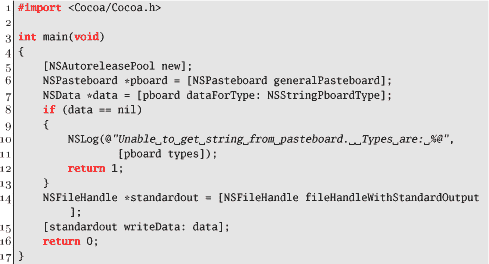 1 #import <Cocoa/Cocoa.h>
2
3 int main(void)
4 {
5 [NSAutoreleasePool new];
6 NSPasteboard *pboard = [NSPasteboard generalPasteboard];
7 NSData *data = [pboard dataForType: NSStringPboardType];
8 if (data == nil)
9 {
10 NSLog(@"Unable␣to␣get␣string␣from␣pasteboard.␣␣Types␣are:␣%@",
11 [pboard types]);
12 return 1;
13 }
14 NSFileHandle *standardout = [NSFileHandle fileHandleWithStandardOutput
];
15 [standardout writeData: data];
16 return 0;
17 }